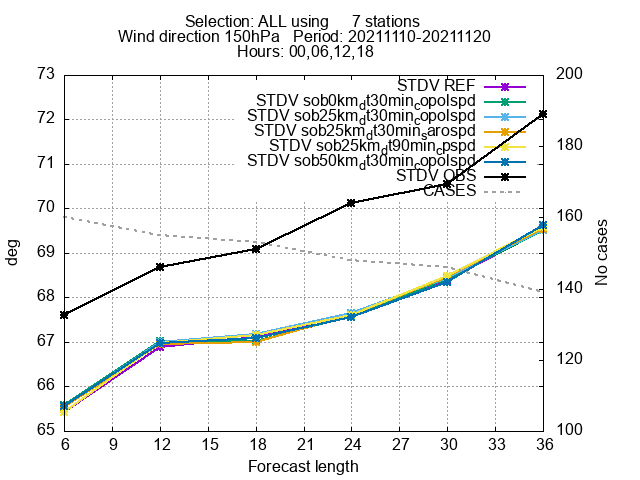 Selection: ALL using 7 stations
Wind direction 150hPa Period: 20211110-20211120
Hours: 00,06,12,18
73
72
71
70
69
68
67
66
65
200
180
160
140
120
100
deg
No cases
STDV REF
STDV sob0km_dt30min_copolspd
STDV sob25km_dt30min_copolspd
STDV sob25km_dt30min_sarospd
STDV sob25km_dt90min_cpspd
STDV sob50km_dt30min_copolspd
STDV OBS
CASES
6 9 12 15 18 21 24 27 30 33 36
Forecast length